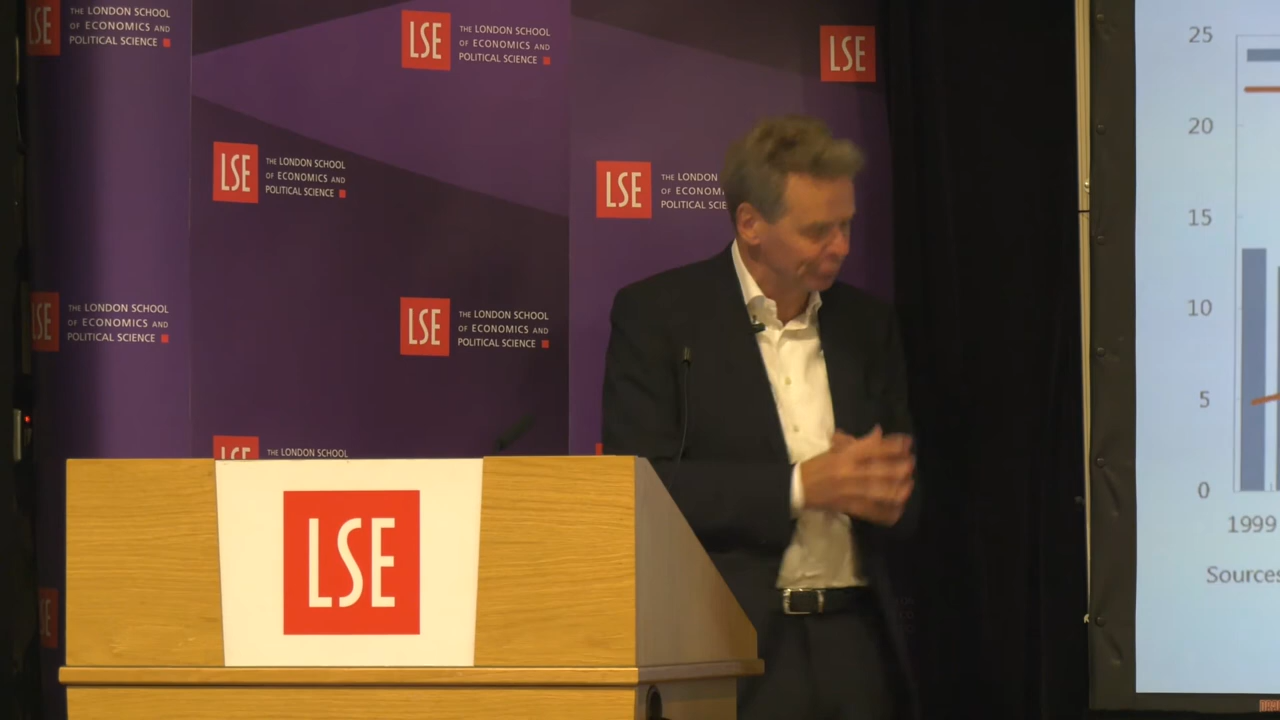 LSE
THE LONDON SCHOOL
OF ECONOMICS AND
POLITICAL SCIENCE
LSE
THE LONDON SCHOOL
OF ECONOMICS AND
POLITICAL SCIENCE
LSE
LSE
THE LONDON SCHOOL
OF ECONOMICS AND
POLITICAL SCIENCE
LSE
THE LONDON
OF ECONOM
POLITICAL SCIE
LSE
THE LONDON SCHOOL
OF ECONOMICS AND
POLITICAL SCIENCE
LSE
THE LONDON SCHOOL
OF ECONOMICS AND
POLITICAL SCIENCE
LSE
THE LONDON SCHOOL
LSE
25
20
15
10
5
0
1999
Sources